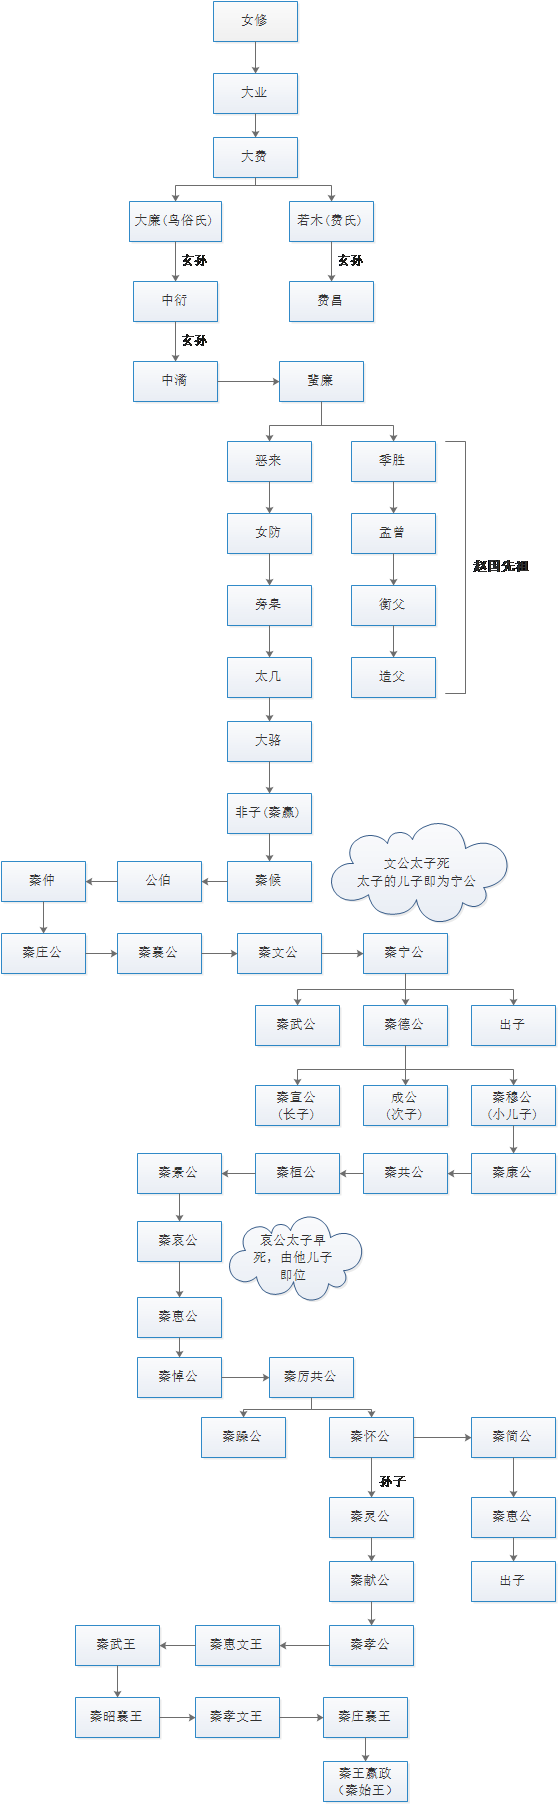 女修
大业
大费
大廉(鸟俗氏)
若木(费氏)
玄孙
玄孙
中衍
费昌
玄孙
中潏
蜚廉
恶来
季胜
女防
孟曾
赵国先祖
旁皋
衡父
太几
造父
大骆
非子(秦嬴)
文公太子死
太子的儿子即为宁公
秦仲
公伯
秦候
秦庄公
秦襄公
秦文公
秦宁公
秦武公
秦德公
出子
秦宣公
(长子)
成公
(次子)
秦穆公
(小儿子)
秦景公
秦桓公
秦共公
秦康公
秦哀公
哀公太子早
死，由他儿子
即位
秦惠公
秦悼公
秦厉共公
秦躁公
秦怀公
秦简公
孙子
秦灵公
秦惠公
秦献公
出子
秦武王
秦惠文王
秦孝公
秦昭襄王
秦孝文王
秦庄襄王
秦王嬴政
（秦始王）